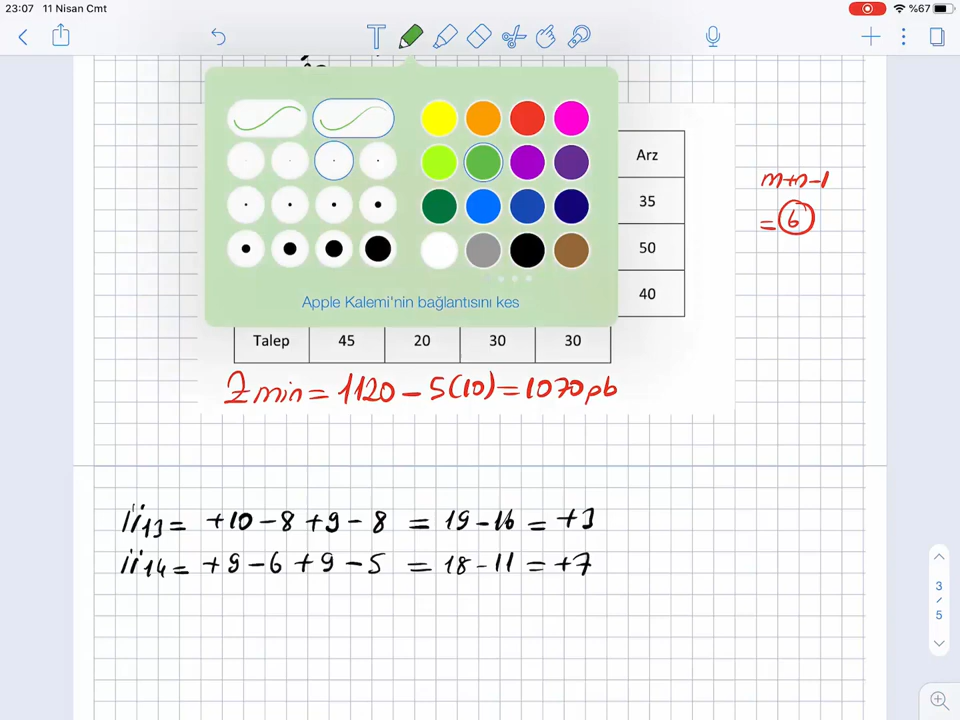 23:07 11 Nisan Cmt %67
T
Apple Kalemi'nin bağlantısını kes
Arz
35
50
40
Talep 45 20 30 30
m+n-1
= 6
Zmin = 1120 - 5(10) = 1070pb
İİ13 = +10 - 8 + 9 - 8 = 19 - 16 = +3
İİ14 = +9 - 6 + 9 - 5 = 18 - 11 = +7
3
/
5